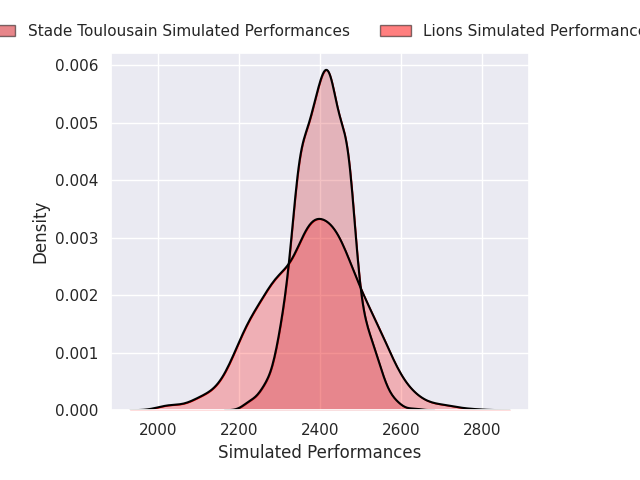 Stade Toulousain Simulated Performances Lions Simulated Performance
0.006
0.005
0.004
0.003
0.002
0.001
0.000
Density
2000 2200 2400 2600 2800
Simulated Performances